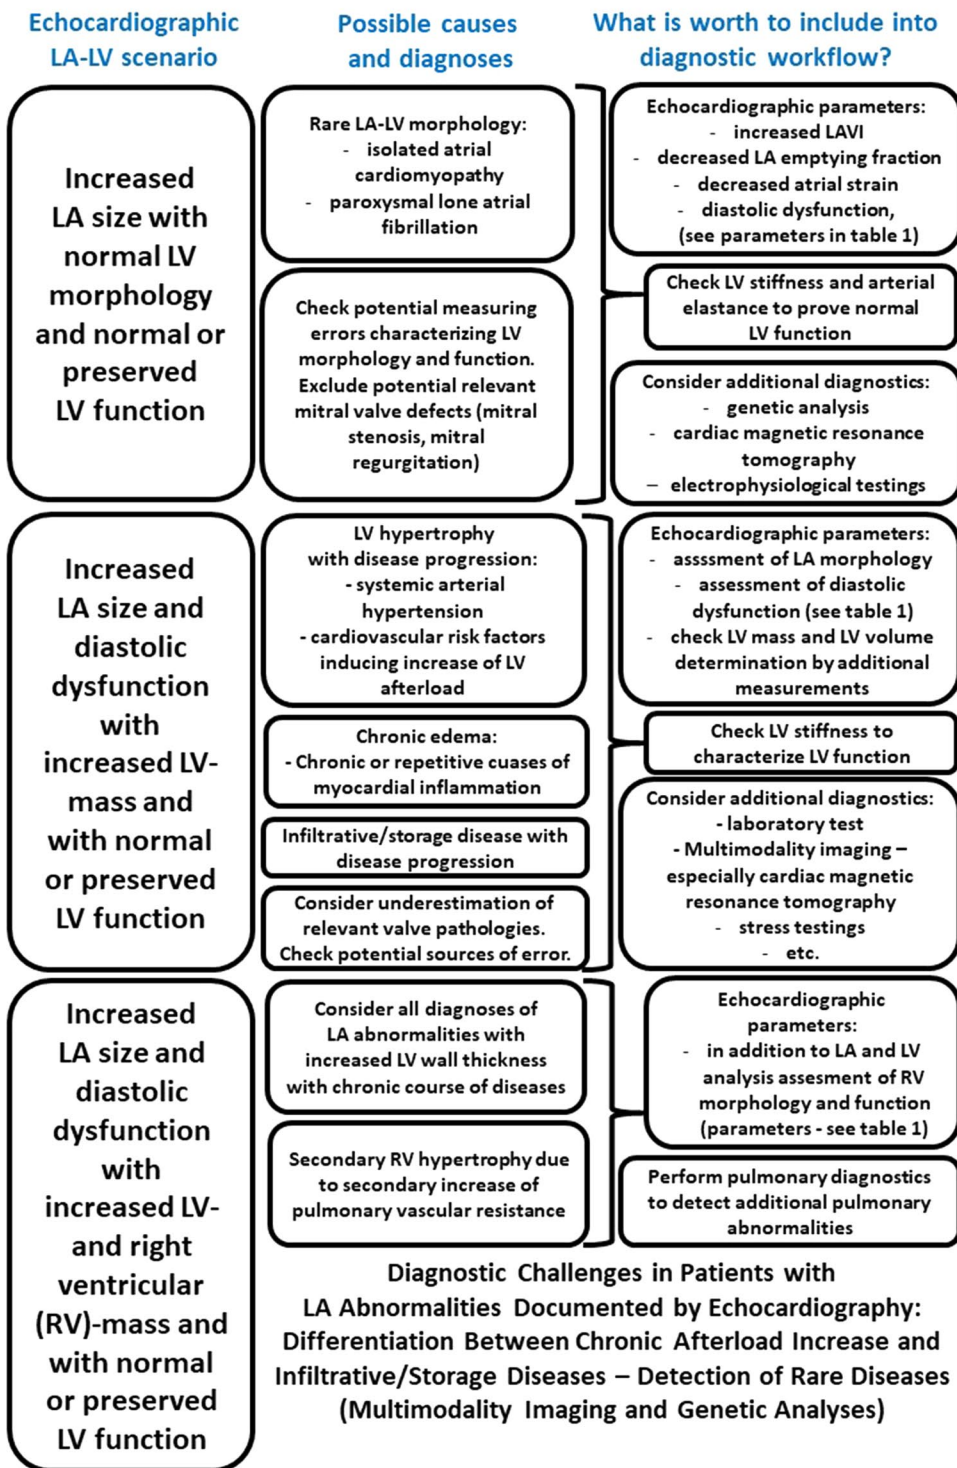 Echocardiographic
LA-LV scenario
Possible causes
and diagnoses
What is worth to include into
diagnostic workflow?
Increased
LA size with
normal LV
morphology
and normal or
preserved
LV function
Rare LA-LV morphology:
- isolated atrial
cardiomyopathy
- paroxysmal lone atrial
fibrillation
Check potential measuring
errors characterizing LV
morphology and function.
Exclude potential relevant
mitral valve defects (mitral
stenosis, mitral
regurgitation)
Echocardiographic parameters:
- increased LAVI
- decreased LA emptying fraction
- decreased atrial strain
- diastolic dysfunction,
(see parameters in table 1)
Check LV stiffness and arterial
elastance to prove normal
LV function
Consider additional diagnostics:
- genetic analysis
- cardiac magnetic resonance
tomography
– electrophysiological testings
Increased
LA size and
diastolic
dysfunction
with
increased LV-
mass and
with normal
or preserved
LV function
LV hypertrophy
with disease progression:
- systemic arterial
hypertension
- cardiovascular risk factors
inducing increase of LV
afterload
Chronic edema:
- Chronic or repetitive cuases of
myocardial inflammation
Infiltrative/storage disease with
disease progression
Consider underestimation of
relevant valve pathologies.
Check potential sources of error.
Echocardiographic parameters:
- asssment of LA morphology
- assessment of diastolic
dysfunction (see table 1)
- check LV mass and LV volume
determination by additional
measurements
Check LV stiffness to
characterize LV function
Consider additional diagnostics:
- laboratory test
- Multimodality imaging –
especially cardiac magnetic
resonance tomography
- stress testings
- etc.
Increased
LA size and
diastolic
dysfunction
with
increased LV-
and right
ventricular
(RV)-mass and
with normal
or preserved
LV function
Consider all diagnoses of
LA abnormalities with
increased LV wall thickness
with chronic course of diseases
Secondary RV hypertrophy due
to secondary increase of
pulmonary vascular resistance
Echocardiographic
parameters:
- in addition to LA and LV
analysis assesment of RV
morphology and function
(parameters - see table 1)
Perform pulmonary diagnostics
to detect additional pulmonary
abnormalities
Diagnostic Challenges in Patients with
LA Abnormalities Documented by Echocardiography:
Differentiation Between Chronic Afterload Increase and
Infiltrative/Storage Diseases – Detection of Rare Diseases
(Multimodality Imaging and Genetic Analyses)